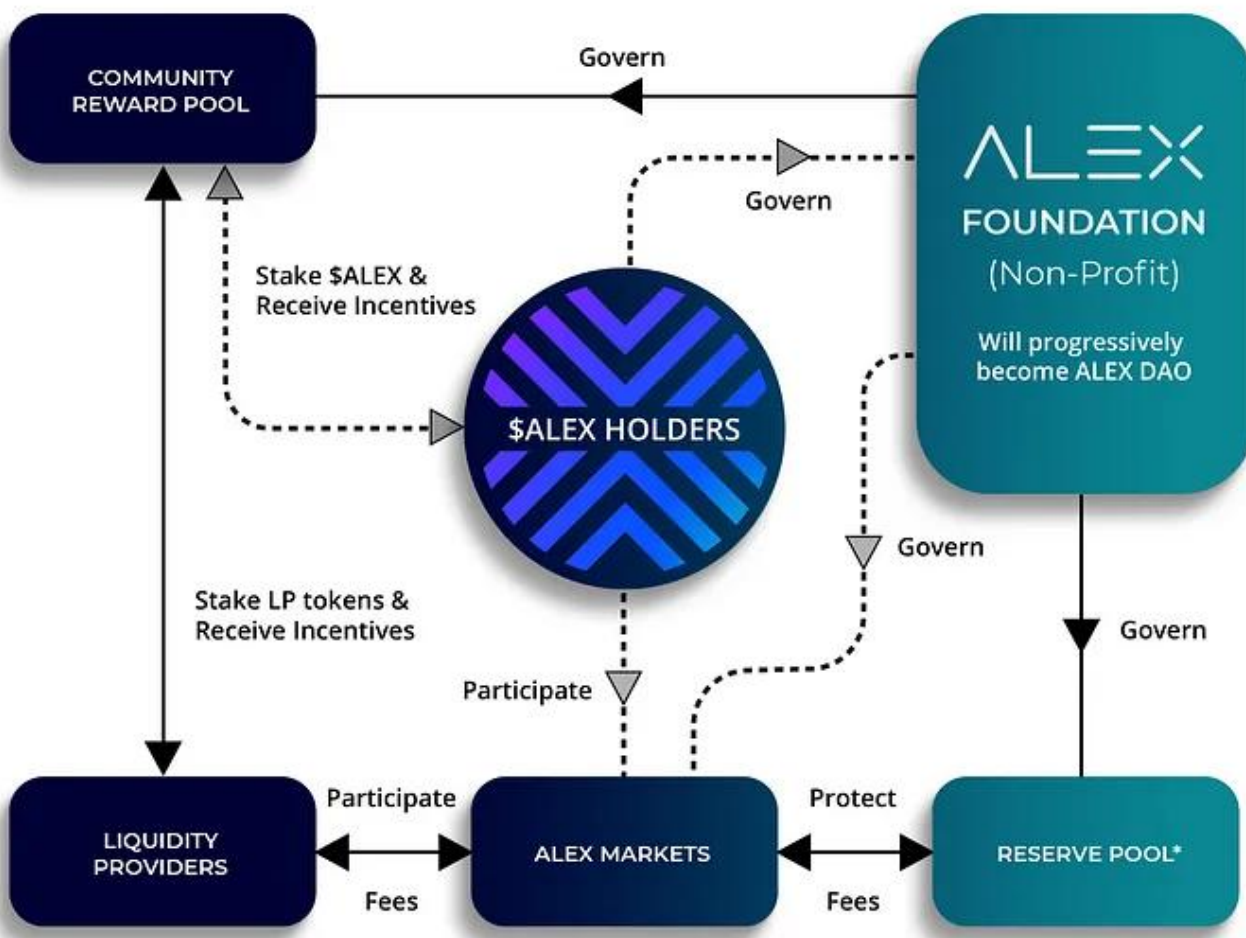 COMMUNITY
REWARD POOL
Govern
ALEX
FOUNDATION
(Non-Profit)
Will progressively
become ALEX DAO
Govern
Stake $ALEX &
Receive Incentives
$ALEX HOLDERS
Govern
Stake LP tokens &
Receive Incentives
Govern
Participate
LIQUIDITY
PROVIDERS
Participate
Fees
ALEX MARKETS
Protect
Fees
RESERVE POOL*